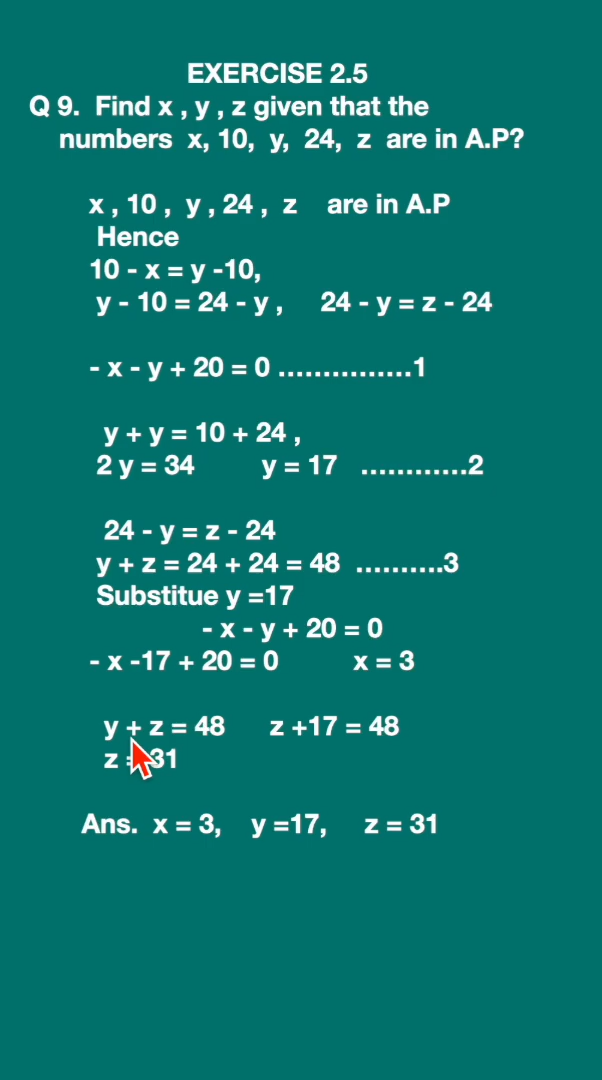 EXERCISE 2.5
Q 9. Find x , y , z given that the
numbers x, 10, y, 24, z are in A.P?
x , 10 , y , 24 , z are in A.P
Hence
10 - x = y -10,
y - 10 = 24 - y , 24 - y = z - 24
- x - y + 20 = 0 ...............1
y + y = 10 + 24 ,
2 y = 34 y = 17 ............2
24 - y = z - 24
y + z = 24 + 24 = 48 ..........3
Substitue y =17
- x - y + 20 = 0
- x -17 + 20 = 0 x = 3
y + z = 48 z +17 = 48
z = 31
Ans. x = 3, y =17, z = 31